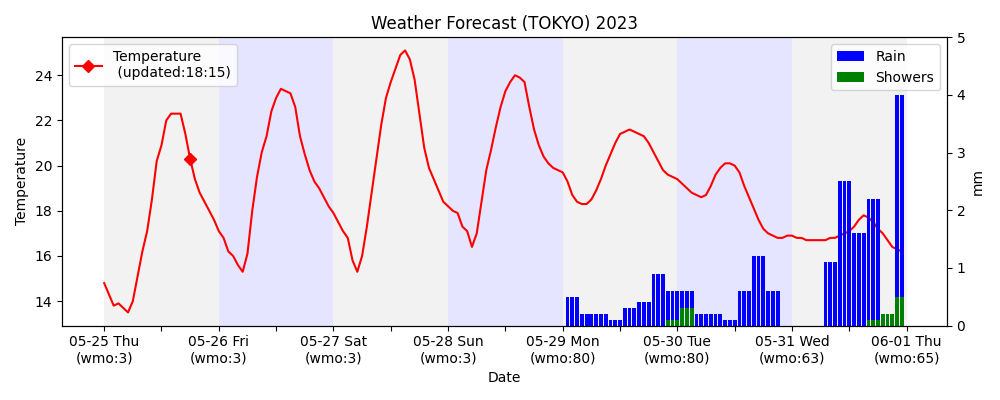 Weather Forecast (TOKYO) 2023
Temperature
(updated:18:15)
Rain
Showers
24
22
20
18
16
14
Temperature
5
4
3
2
1
0
mm
05-25 Thu
(wmo:3)
05-26 Fri
(wmo:3)
05-27 Sat
(wmo:3)
05-28 Sun
(wmo:3)
05-29 Mon
(wmo:80)
05-30 Tue
(wmo:80)
05-31 Wed
(wmo:63)
06-01 Thu
(wmo:65)
Date